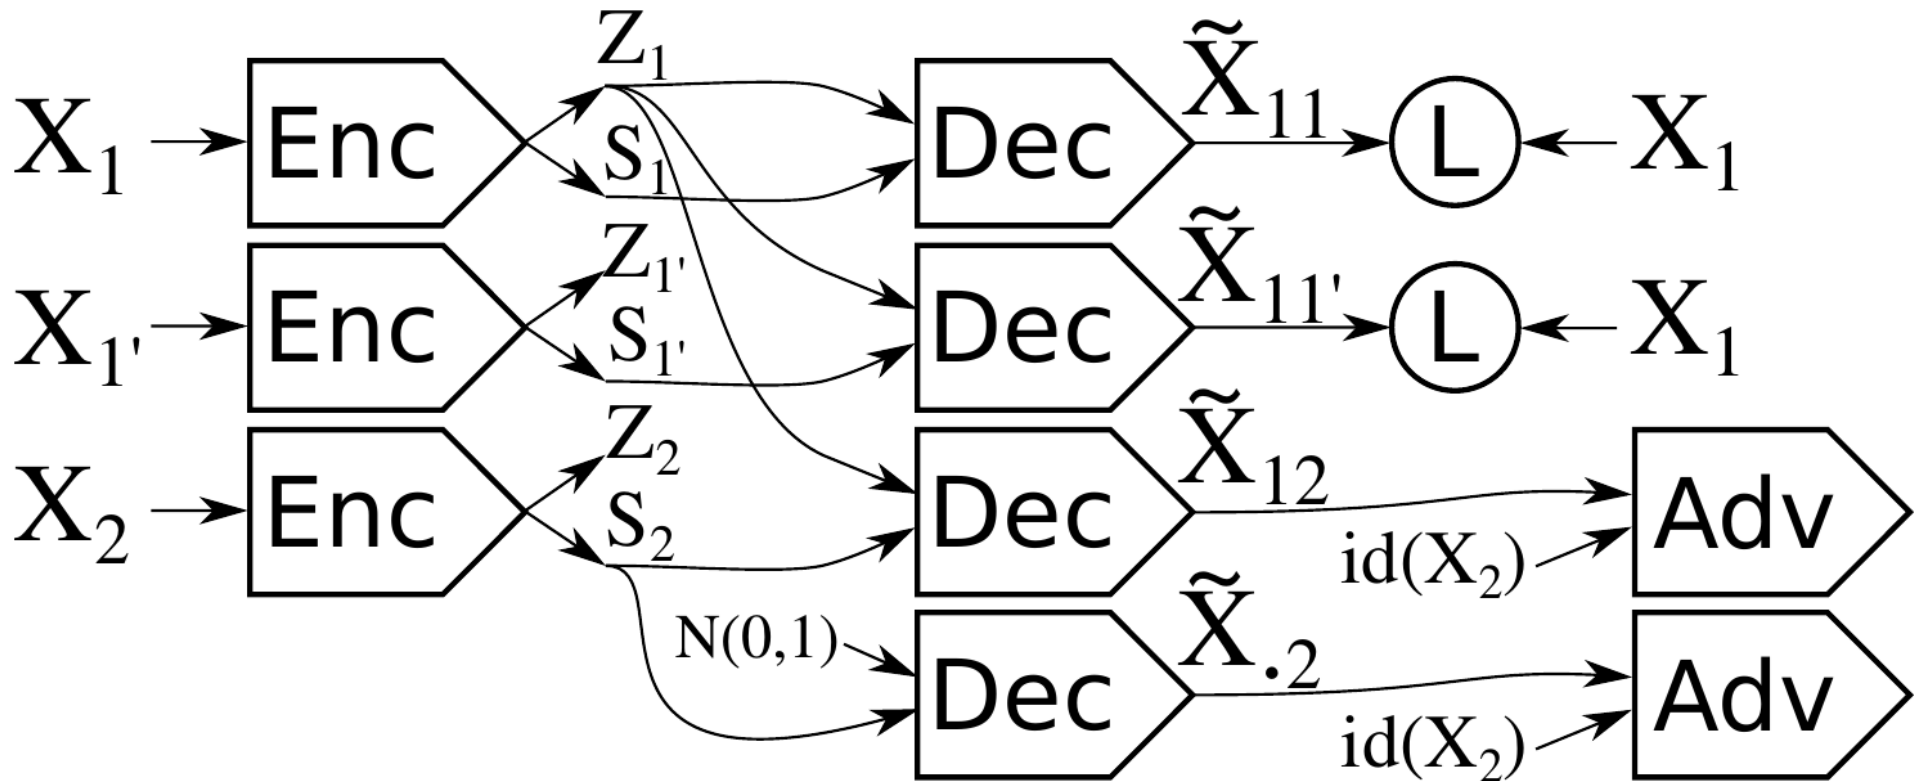 X₁ Enc Z₁ S₁ Dec X̃₁₁ L X₁
X₁' Enc Z₁' S₁' Dec X̃₁₁' L X₁
X₂ Enc Z₂ S₂ Dec X̃₁₂ id(X₂) Adv
N(0,1) Dec X̃.₂ id(X₂) Adv